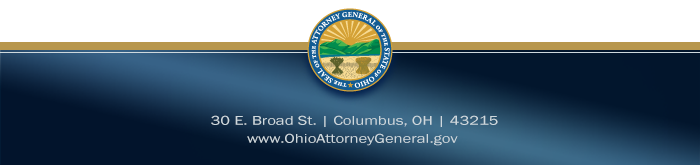 THE SEAL OF THE ATTORNEY GENERAL OF THE STATE OF OHIO
30 E. Broad St. | Columbus, OH | 43215
www.OhioAttorneyGeneral.gov